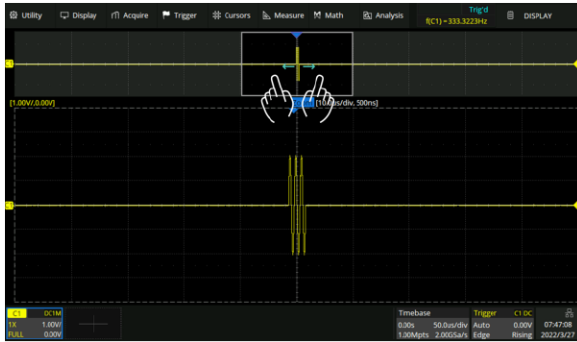 Utility Display Acquire Trigger Cursors Measure Math Analysis
Trig'd
f(C1)=333.3223Hz
DISPLAY
C1
[1.00V/,0.00V]
C1
C1 DC1M
1X 1.00V/
FULL 0.00V
Timebase
0.00s 50.0us/div
1.00Mpts 2.00GSa/s
Trigger C1 DC
Auto 0.00V
Edge Rising
07:47:08
2022/3/27